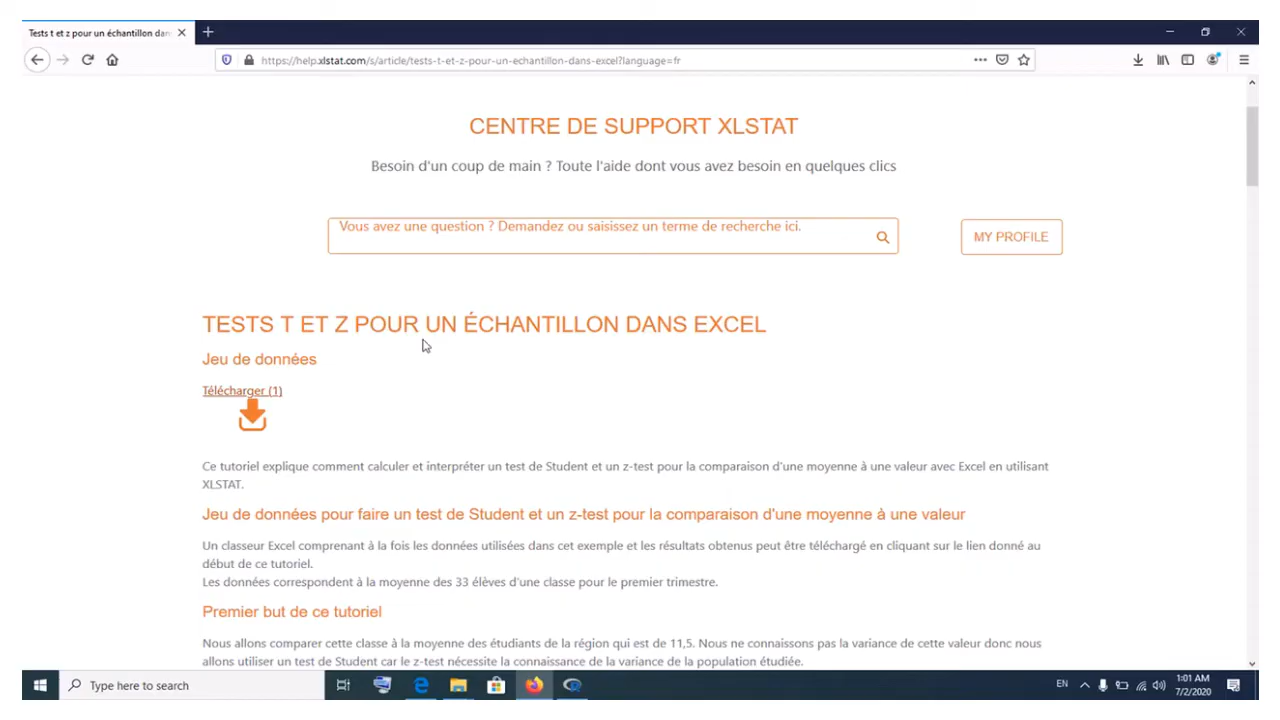 Tests t et z pour un échantillon dan
https://help.xlstat.com/s/article/tests-t-et-z-pour-un-echantillon-dans-excel?language=fr
CENTRE DE SUPPORT XLSTAT
Besoin d'un coup de main ? Toute l'aide dont vous avez besoin en quelques clics
Vous avez une question ? Demandez ou saisissez un terme de recherche ici.
MY PROFILE
TESTS T ET Z POUR UN ÉCHANTILLON DANS EXCEL
Jeu de données
Télécharger (1)
Ce tutoriel explique comment calculer et interpréter un test de Student et un z-test pour la comparaison d'une moyenne à une valeur avec Excel en utilisant
XLSTAT.
Jeu de données pour faire un test de Student et un z-test pour la comparaison d'une moyenne à une valeur
Un classeur Excel comprenant à la fois les données utilisées dans cet exemple et les résultats obtenus peut être téléchargé en cliquant sur le lien donné au
début de ce tutoriel.
Les données correspondent à la moyenne des 33 élèves d'une classe pour le premier trimestre.
Premier but de ce tutoriel
Nous allons comparer cette classe à la moyenne des étudiants de la région qui est de 11,5. Nous ne connaissons pas la variance de cette valeur donc nous
allons utiliser un test de Student car le z-test nécessite la connaissance de la variance de la population étudiée.
Type here to search
EN
1:01 AM
7/2/2020